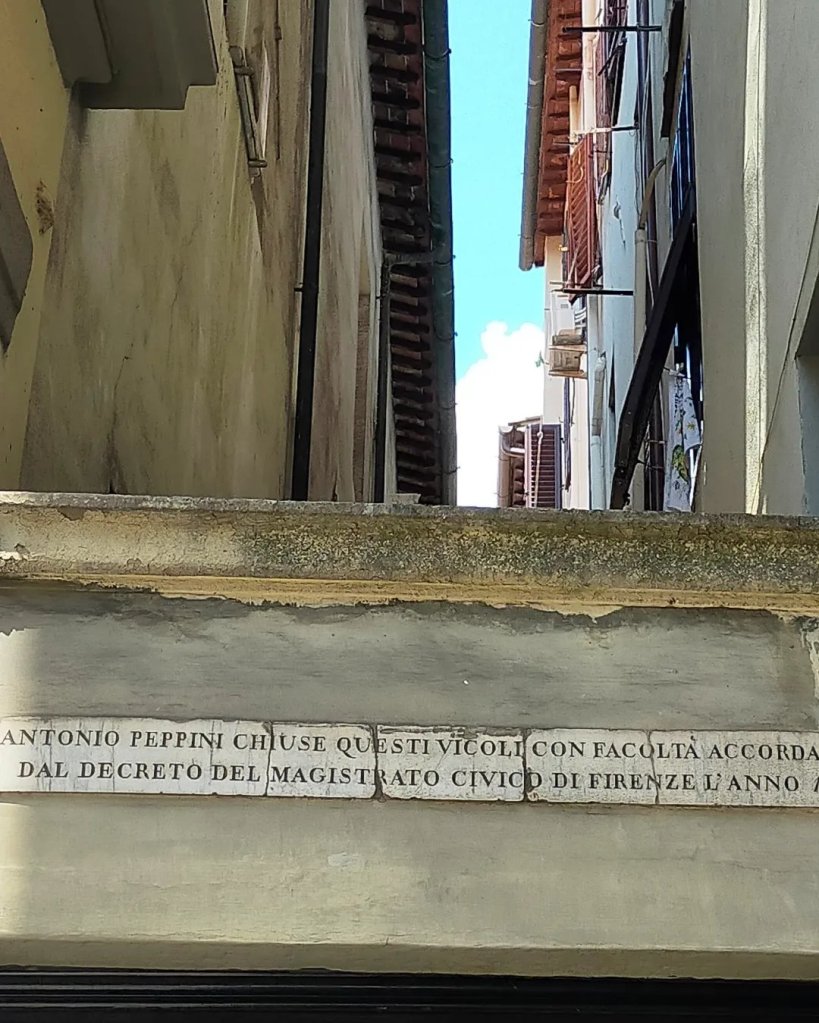 ANTONIO PEPPINI CHIUSE QUESTI VICOLI CON FACOLTÀ ACCORDA
DAL DECRETO DEL MAGISTRATO CIVICO DI FIRENZE L'ANNO